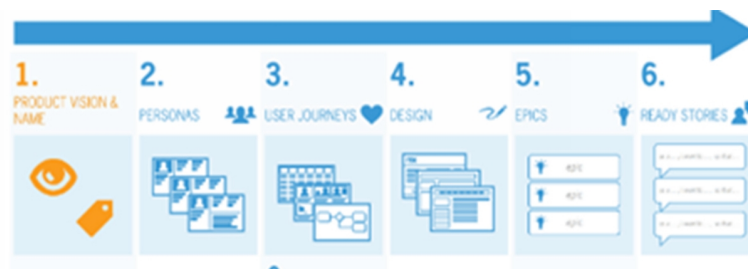 1.
PRODUCT VISION &
NAME
2.
PERSONAS
3.
USER JOURNEYS
4.
DESIGN
5.
EPICS
6.
READY STORIES